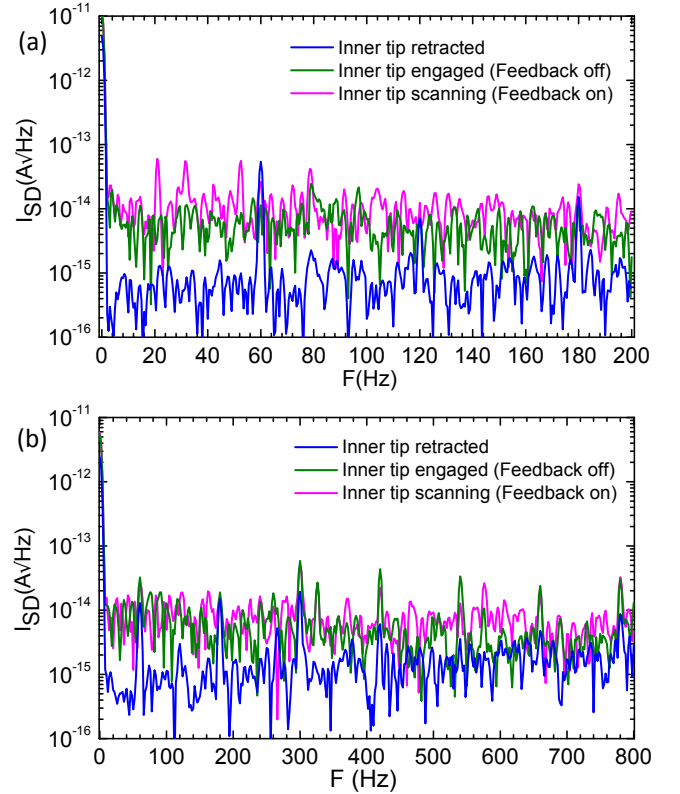 (a)
10⁻¹¹
10⁻¹²
10⁻¹³
10⁻¹⁴
10⁻¹⁵
10⁻¹⁶
I_SD(A√Hz)
Inner tip retracted
Inner tip engaged (Feedback off)
Inner tip scanning (Feedback on)
0 20 40 60 80 100 120 140 160 180 200
F(Hz)
(b)
10⁻¹¹
10⁻¹²
10⁻¹³
10⁻¹⁴
10⁻¹⁵
10⁻¹⁶
I_SD(A√Hz)
Inner tip retracted
Inner tip engaged (Feedback off)
Inner tip scanning (Feedback on)
0 100 200 300 400 500 600 700 800
F (Hz)